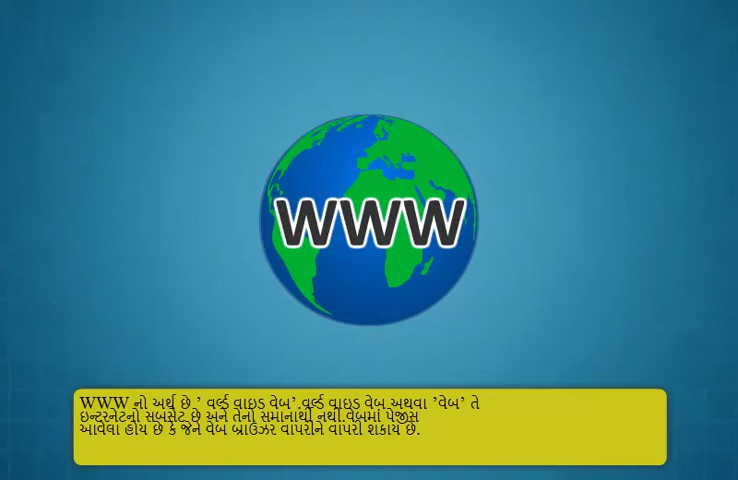 WWW
WWW નો અર્થ છે ’ વર્લ્ડ વાઇડ વેબ’.વર્લ્ડ વાઇડ વેબ અથવા ’વેબ’ તે
ઇન્ટરનેટનો સબસેટ છે અને તેનો સમાનાર્થી નથી.વેબમાં પેજીસ
આવેલા હોય છે કે જેને વેબ બ્રાઉઝર વાપરીને વાપરી શકાય છે.